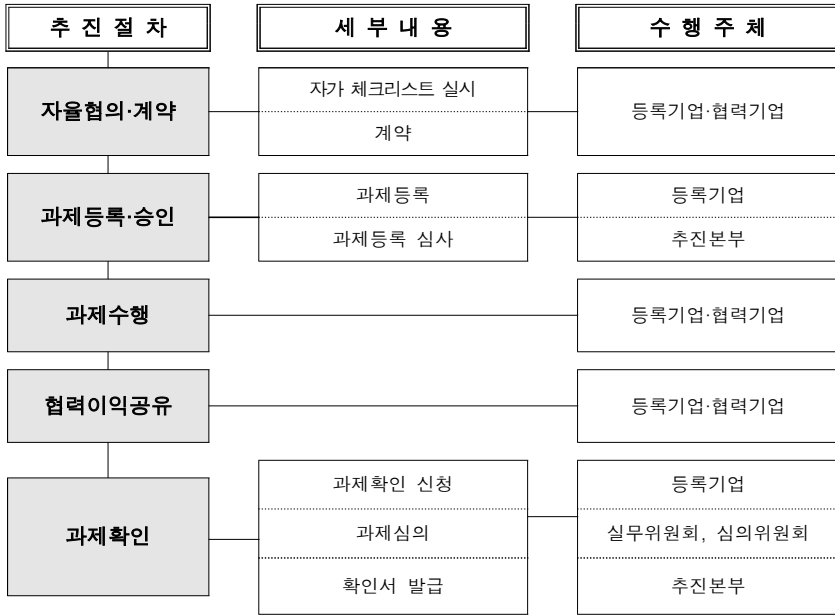 추 진 절 차
세 부 내 용
수 행 주 체
자율협의·계약
자가 체크리스트 실시
계약
등록기업·협력기업
과제등록·승인
과제등록
과제등록 심사
등록기업
추진본부
과제수행
등록기업·협력기업
협력이익공유
등록기업·협력기업
과제확인
과제확인 신청
과제심의
확인서 발급
등록기업
실무위원회, 심의위원회
추진본부